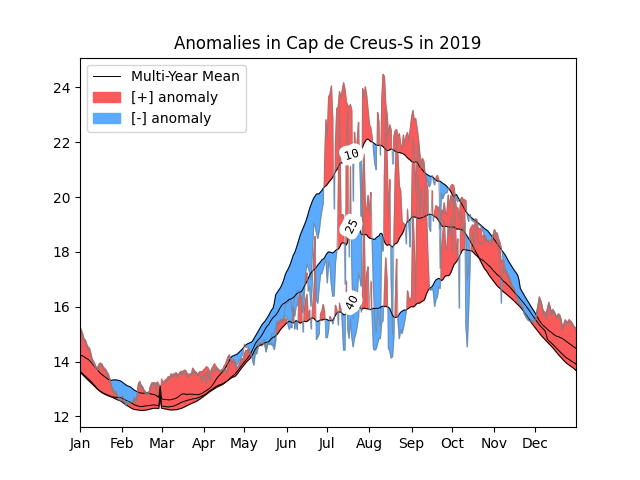 Anomalies in Cap de Creus-S in 2019
Multi-Year Mean
[+] anomaly
[-] anomaly
24
22
20
18
16
14
12
10
25
40
Jan Feb Mar Apr May Jun Jul Aug Sep Oct Nov Dec